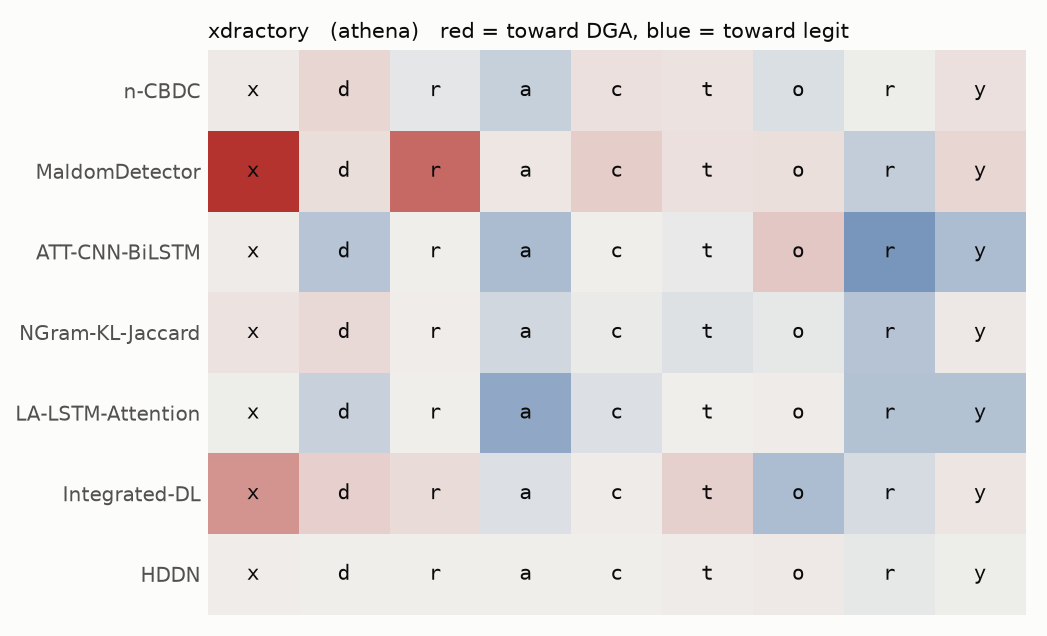 xdractory (athena) red = toward DGA, blue = toward legit
n-CBDC x d r a c t o r y
MaldomDetector x d r a c t o r y
ATT-CNN-BiLSTM x d r a c t o r y
NGram-KL-Jaccard x d r a c t o r y
LA-LSTM-Attention x d r a c t o r y
Integrated-DL x d r a c t o r y
HDDN x d r a c t o r y